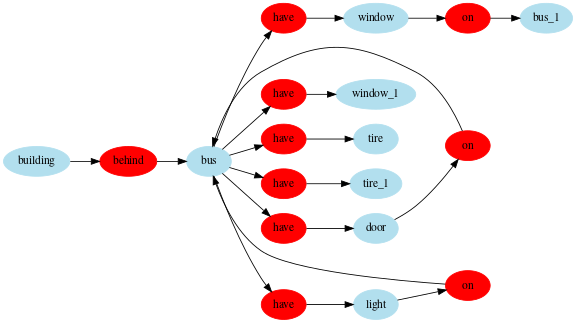 have
window
on
bus_1
have
window_1
have
tire
on
building
behind
bus
have
tire_1
have
door
on
have
light